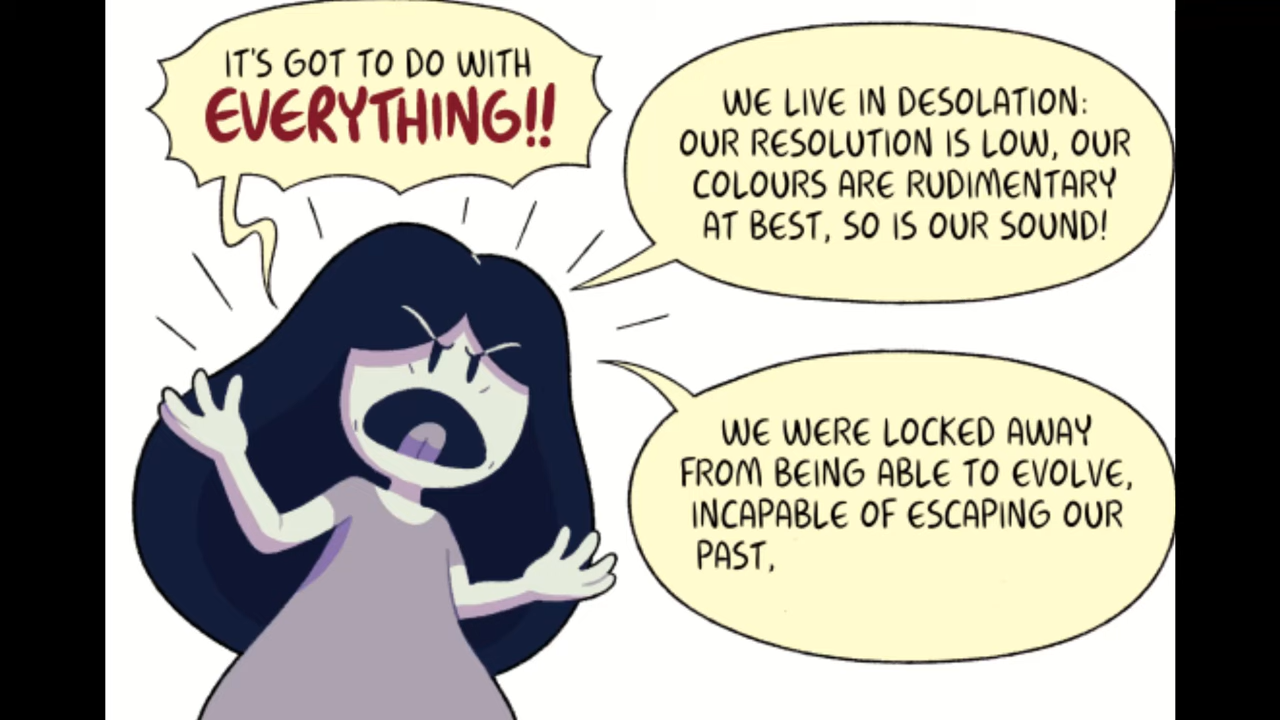 IT'S GOT TO DO WITH
EVERYTHING!!
WE LIVE IN DESOLATION:
OUR RESOLUTION IS LOW, OUR
COLOURS ARE RUDIMENTARY
AT BEST, SO IS OUR SOUND!
WE WERE LOCKED AWAY
FROM BEING ABLE TO EVOLVE,
INCAPABLE OF ESCAPING OUR
PAST,